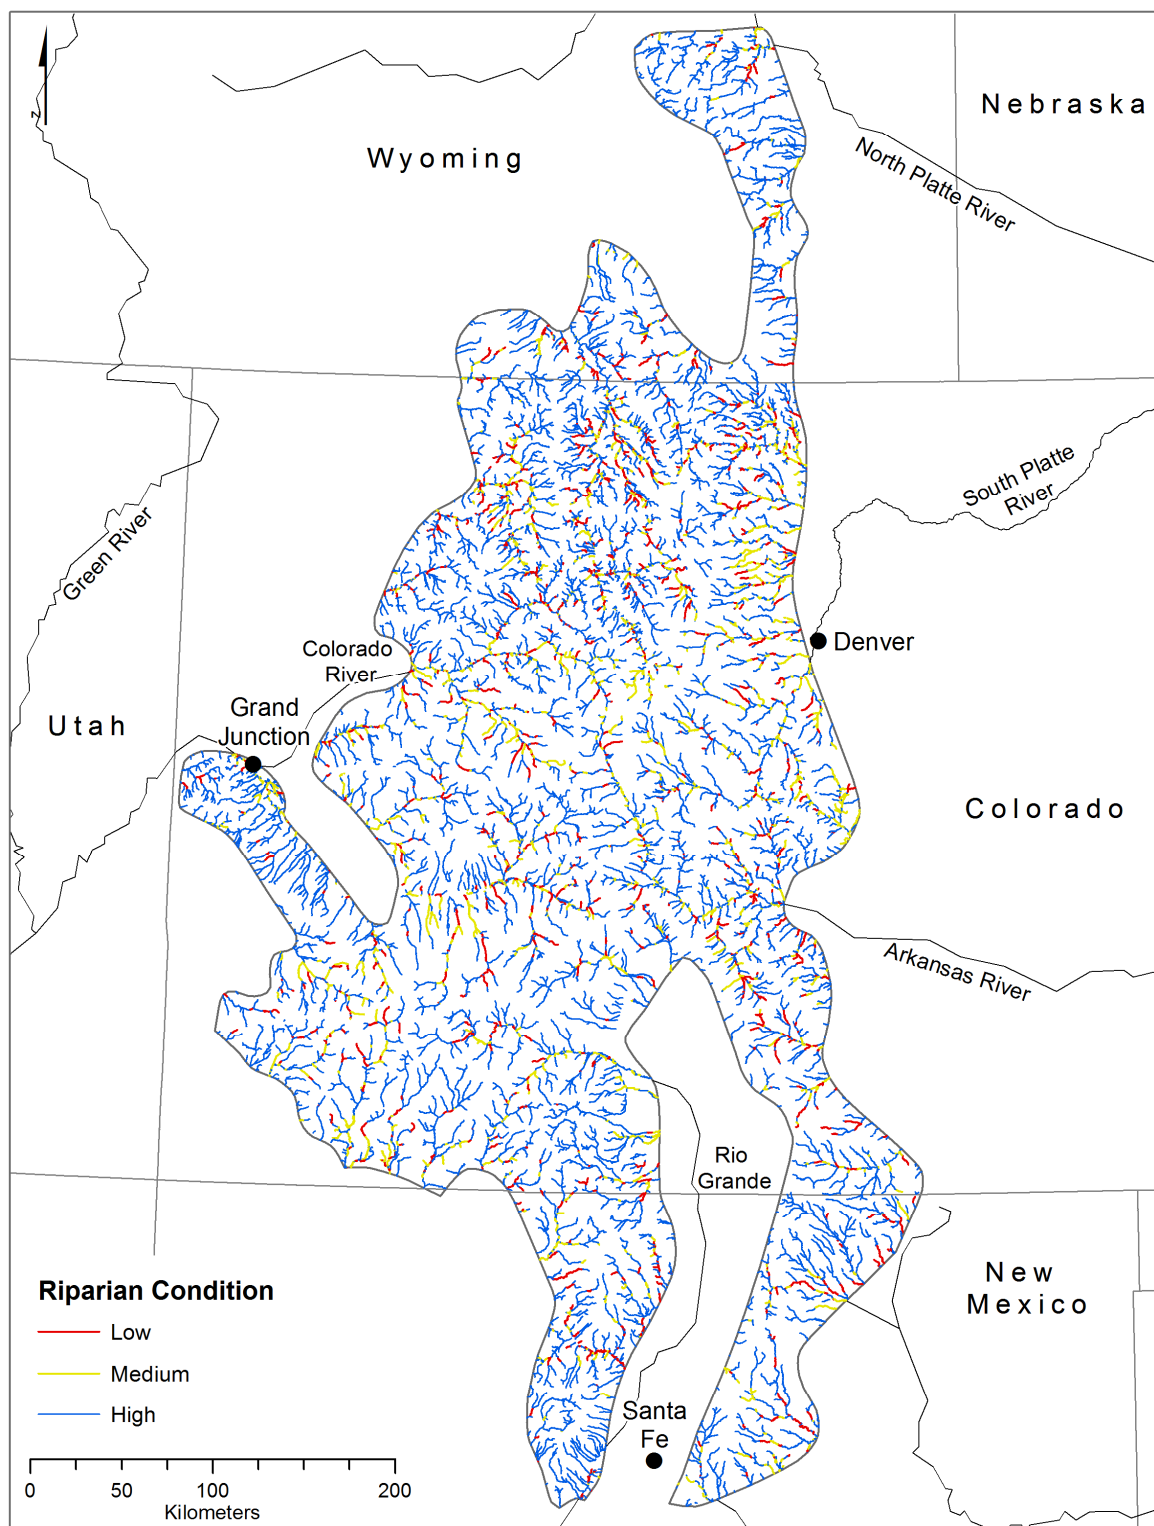 Nebraska
Wyoming
North Platte River
z
South Platte
River
Green River
Colorado
River
Denver
Grand
Junction
Utah
Colorado
Arkansas River
Rio
Grande
New
Mexico
Riparian Condition
Low
Medium
High
Santa
Fe
0 50 100 200
Kilometers